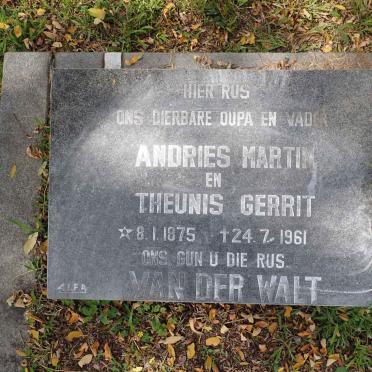 HIER RUS
ONS DIERBARE OUPA EN VADER
ANDRIES MARTIN
EN
THEUNIS GERRIT
☆ 8.1.1875 †24.7.1961
ONS GUN U DIE RUS
VAN DER WALT